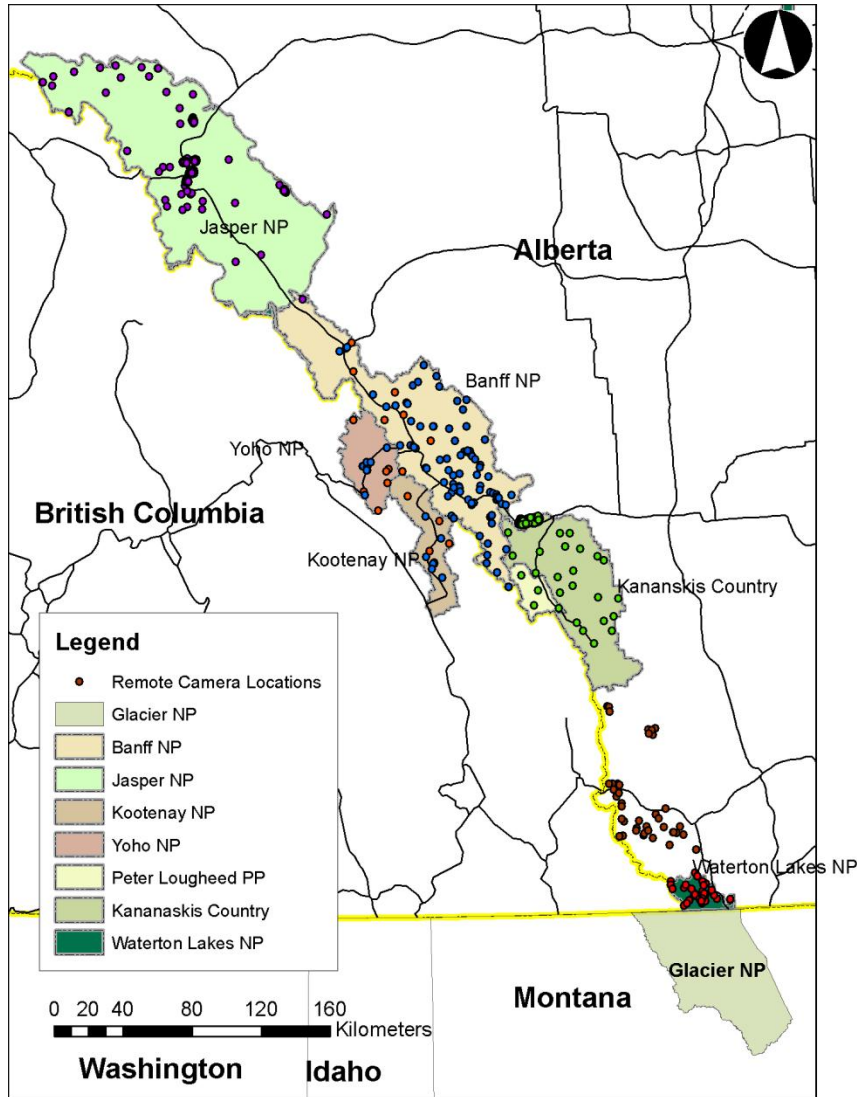 Jasper NP
Alberta
Banff NP
Yoho NP
British Columbia
Kootenay NP
Kananskis Country
Legend
Remote Camera Locations
Glacier NP
Banff NP
Jasper NP
Kootenay NP
Yoho NP
Peter Lougheed PP
Kananaskis Country
Waterton Lakes NP
Waterton Lakes NP
Glacier NP
Montana
0 20 40 80 120 160
Kilometers
Washington
Idaho